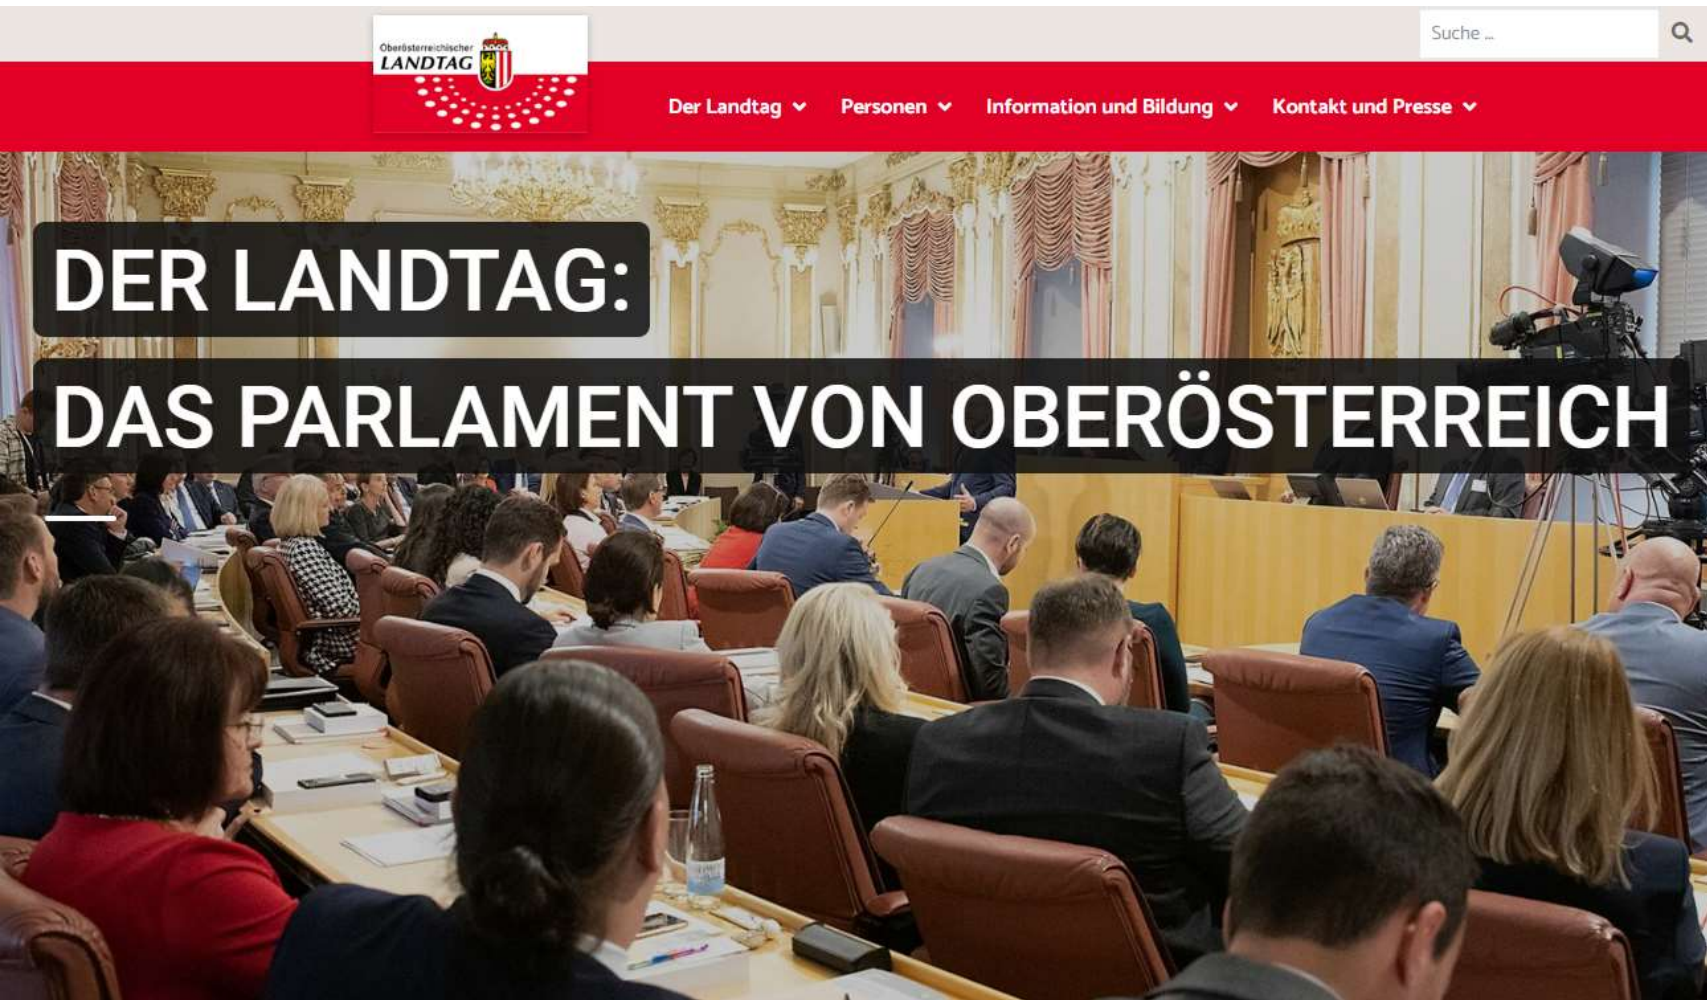 Oberösterreichischer
LANDTAG
Suche ...
Der Landtag
Personen
Information und Bildung
Kontakt und Presse
DER LANDTAG:
DAS PARLAMENT VON OBERÖSTERREICH